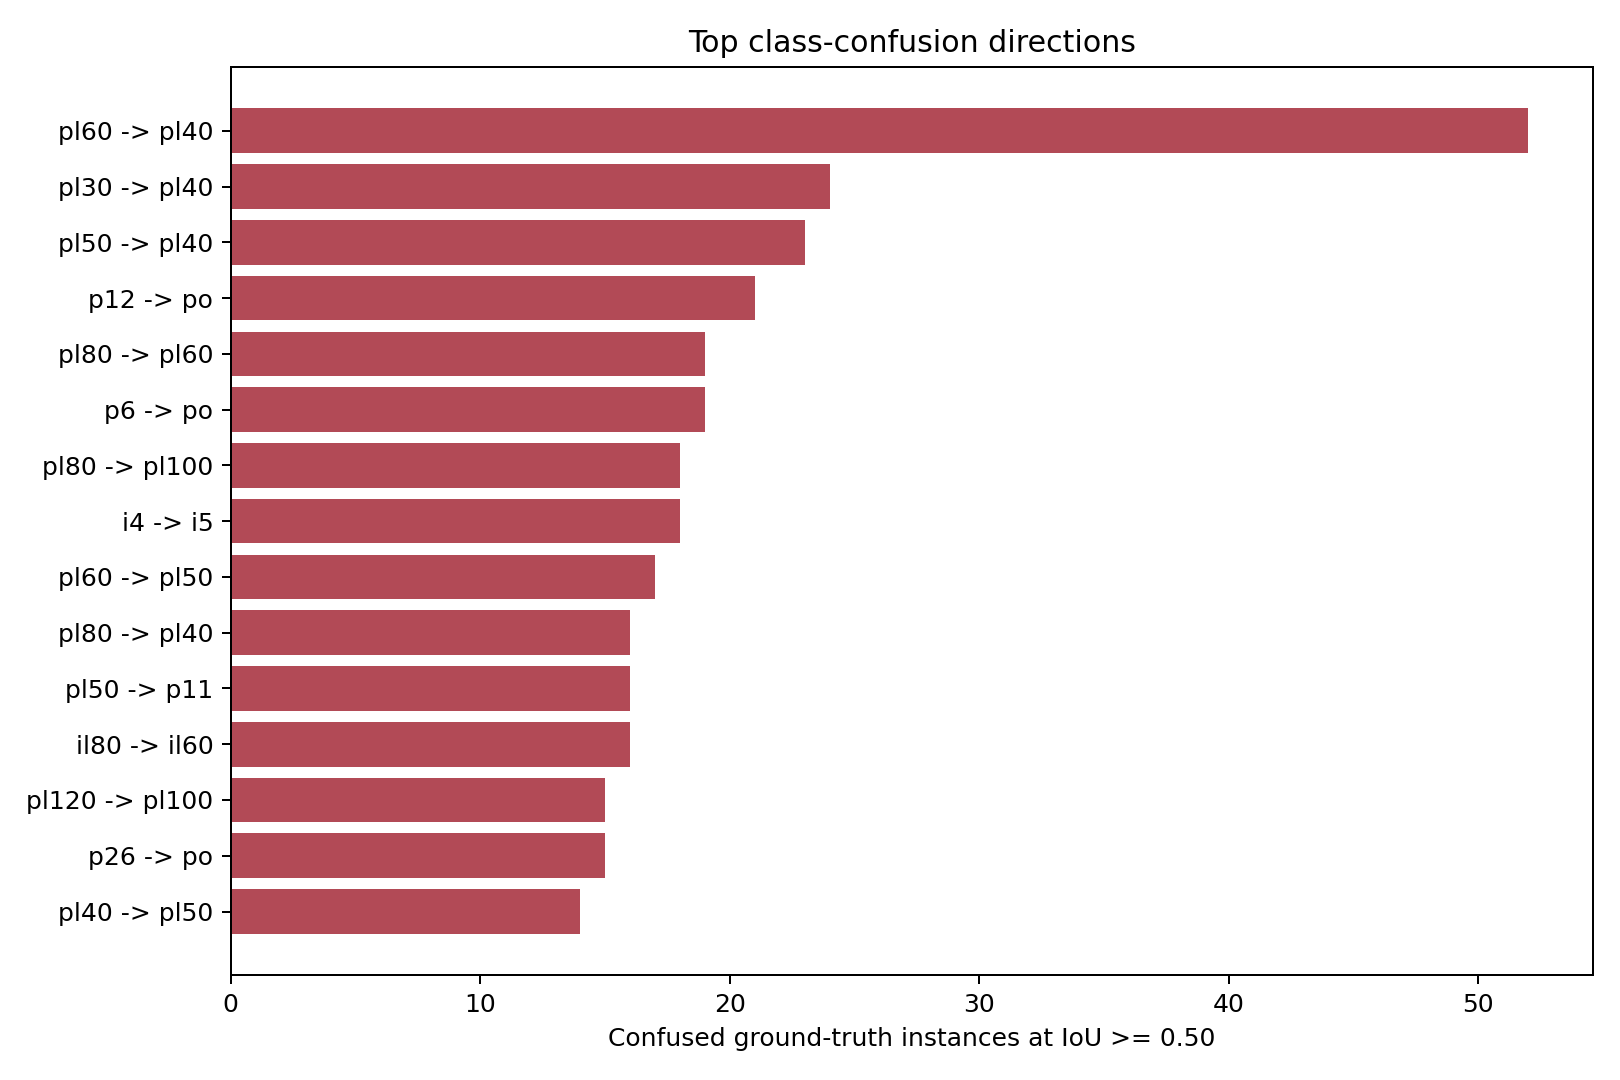 Top class-confusion directions
pl60 -> pl40
pl30 -> pl40
pl50 -> pl40
p12 -> po
pl80 -> pl60
p6 -> po
pl80 -> pl100
i4 -> i5
pl60 -> pl50
pl80 -> pl40
pl50 -> p11
il80 -> il60
pl120 -> pl100
p26 -> po
pl40 -> pl50
0 10 20 30 40 50
Confused ground-truth instances at IoU >= 0.50